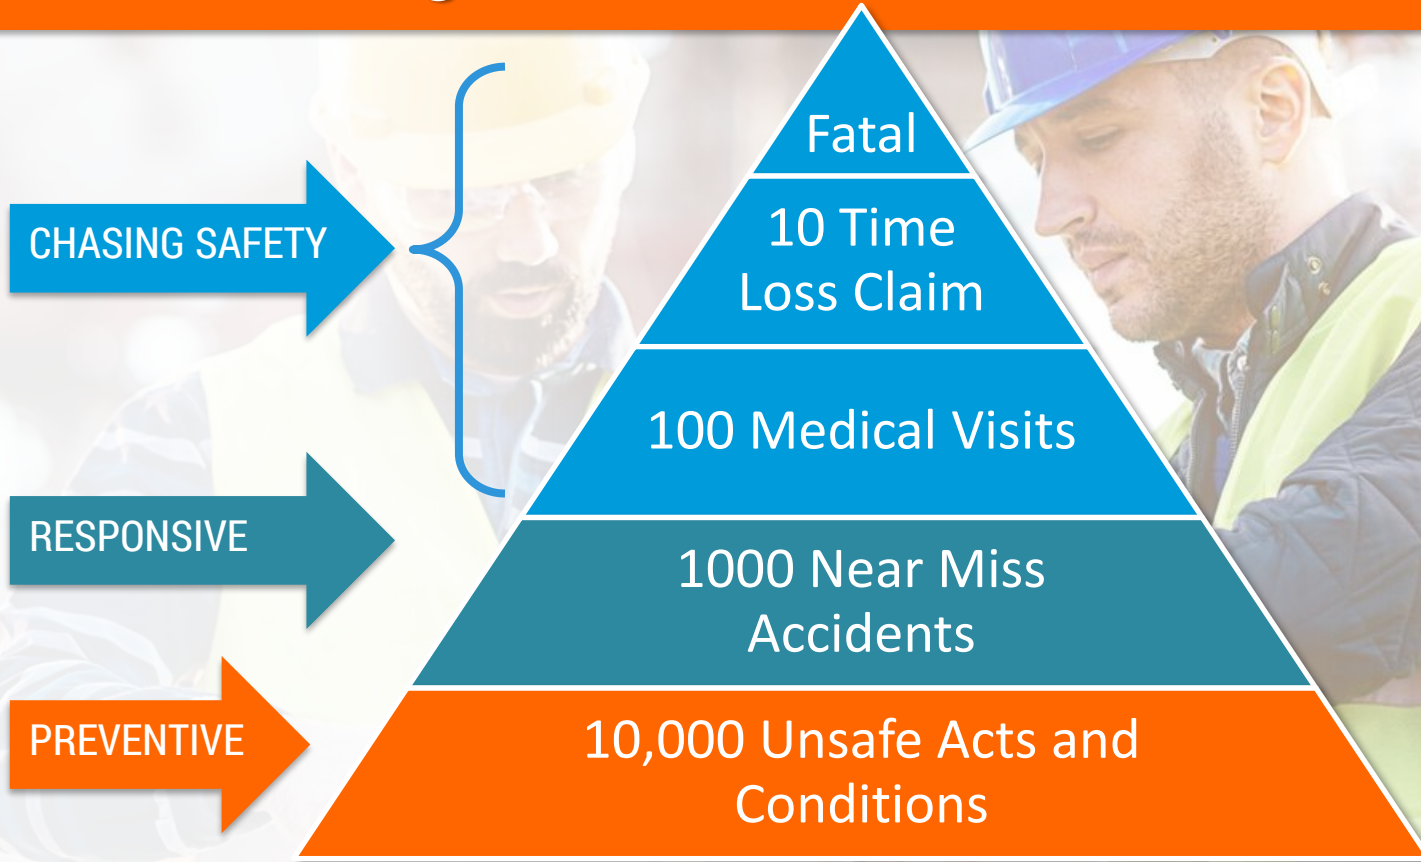 Fatal
10 Time
Loss Claim
100 Medical Visits
1000 Near Miss
Accidents
10,000 Unsafe Acts and
Conditions
CHASING SAFETY
RESPONSIVE
PREVENTIVE